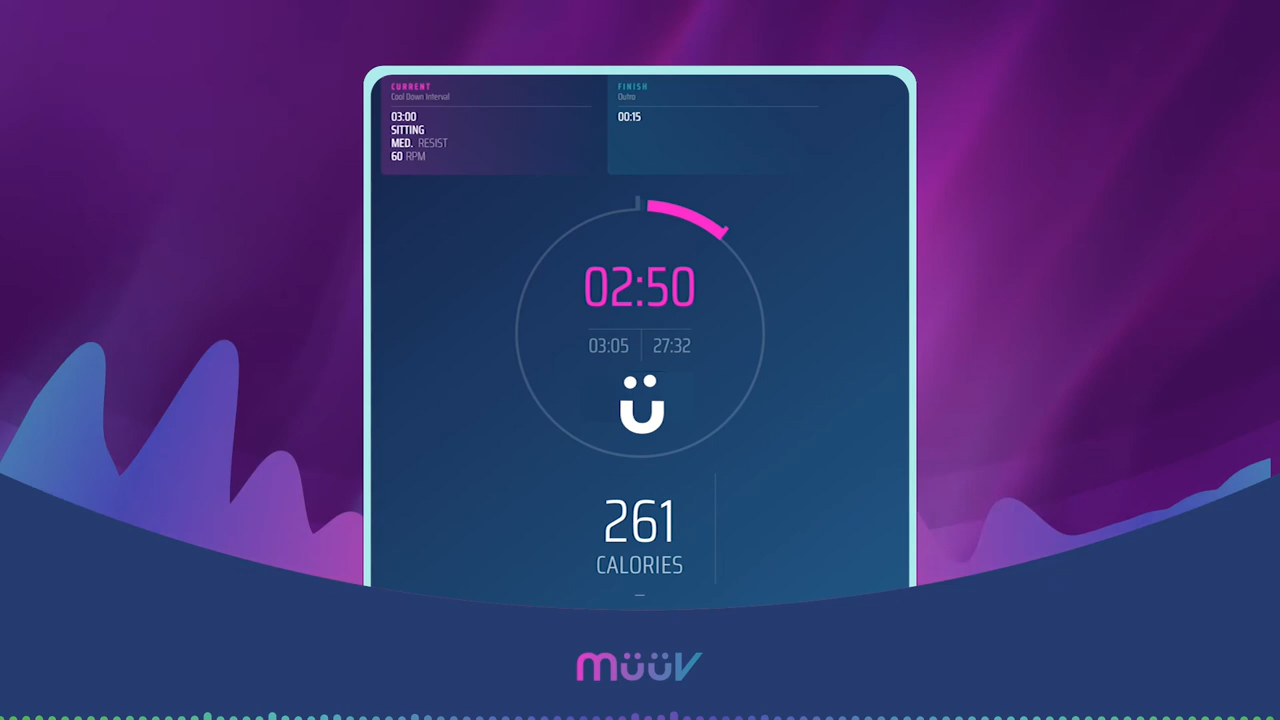 CURRENT
Cool Down Interval
03:00
SITTING
MED. RESIST
60 RPM
FINISH
Outro
00:15
02:50
03:05 27:32
ü
261
CALORIES
müüv